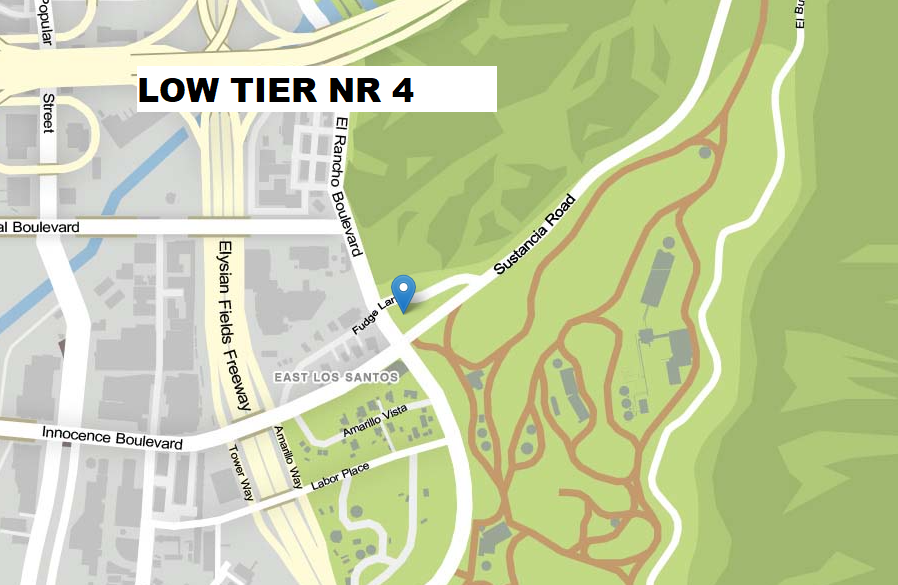 Popular
Street
El Bu
LOW TIER NR 4
El Rancho Boulevard
Sustancia Road
al Boulevard
Elysian Fields Freeway
Fudge Lan
EAST LOS SANTOS
Amarillo Vista
Innocence Boulevard
Amarillo Way
Tower Way
Labor Place